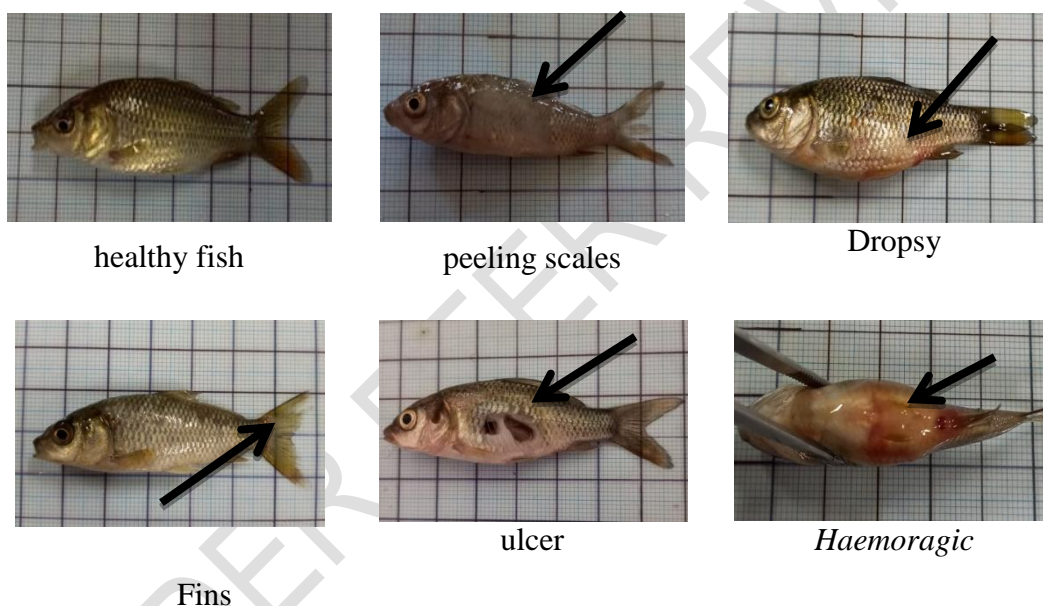 healthy fish
peeling scales
Dropsy
Fins
ulcer
Haemoragic